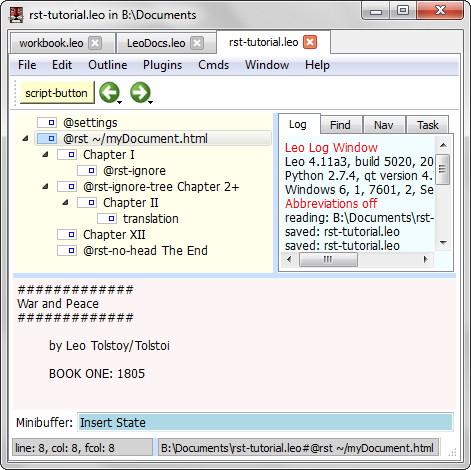 rst-tutorial.leo in B:\Documents
workbook.leo LeoDocs.leo rst-tutorial.leo
File Edit Outline Plugins Cmds Window Help
script-button
@settings
@rst ~/myDocument.html
Chapter I
@rst-ignore
@rst-ignore-tree Chapter 2+
Chapter II
translation
Chapter XII
@rst-no-head The End
Log Find Nav Task
Leo Log Window
Leo 4.11a3, build 5020, 20
Python 2.7.4, qt version 4.
Windows 6, 1, 7601, 2, Se
Abbreviations off
reading: B:\Documents\rst-
saved: rst-tutorial.leo
saved: rst-tutorial.leo
#############
War and Peace
#############
by Leo Tolstoy/Tolstoi
BOOK ONE: 1805
Minibuffer: Insert State
line: 8, col: 8, fcol: 8 B:\Documents\rst-tutorial.leo#@rst ~/myDocument.html